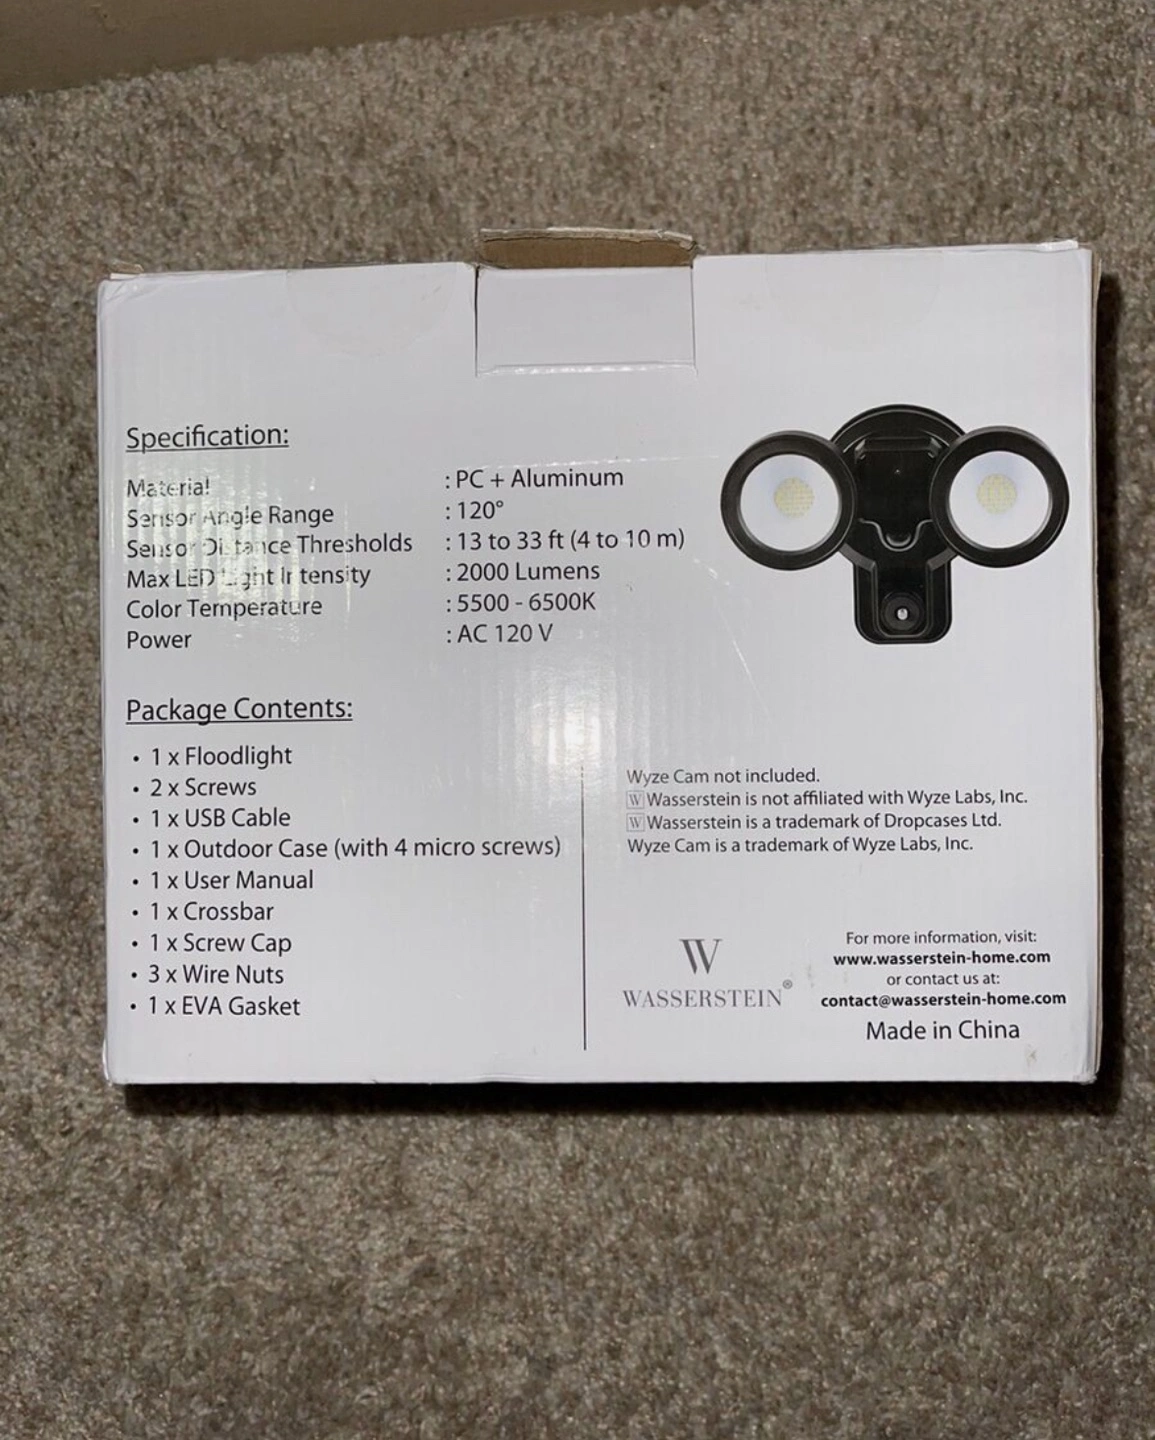 Specification:
Material : PC + Aluminum
Sensor Angle Range : 120°
Sensor Distance Thresholds : 13 to 33 ft (4 to 10 m)
Max LED Light Intensity : 2000 Lumens
Color Temperature : 5500 - 6500K
Power : AC 120 V
Package Contents:
• 1 x Floodlight
• 2 x Screws
• 1 x USB Cable
• 1 x Outdoor Case (with 4 micro screws)
• 1 x User Manual
• 1 x Crossbar
• 1 x Screw Cap
• 3 x Wire Nuts
• 1 x EVA Gasket
Wyze Cam not included.
W Wasserstein is not affiliated with Wyze Labs, Inc.
W Wasserstein is a trademark of Dropcases Ltd.
Wyze Cam is a trademark of Wyze Labs, Inc.
W
WASSERSTEIN®
For more information, visit:
www.wasserstein-home.com
or contact us at:
contact@wasserstein-home.com
Made in China